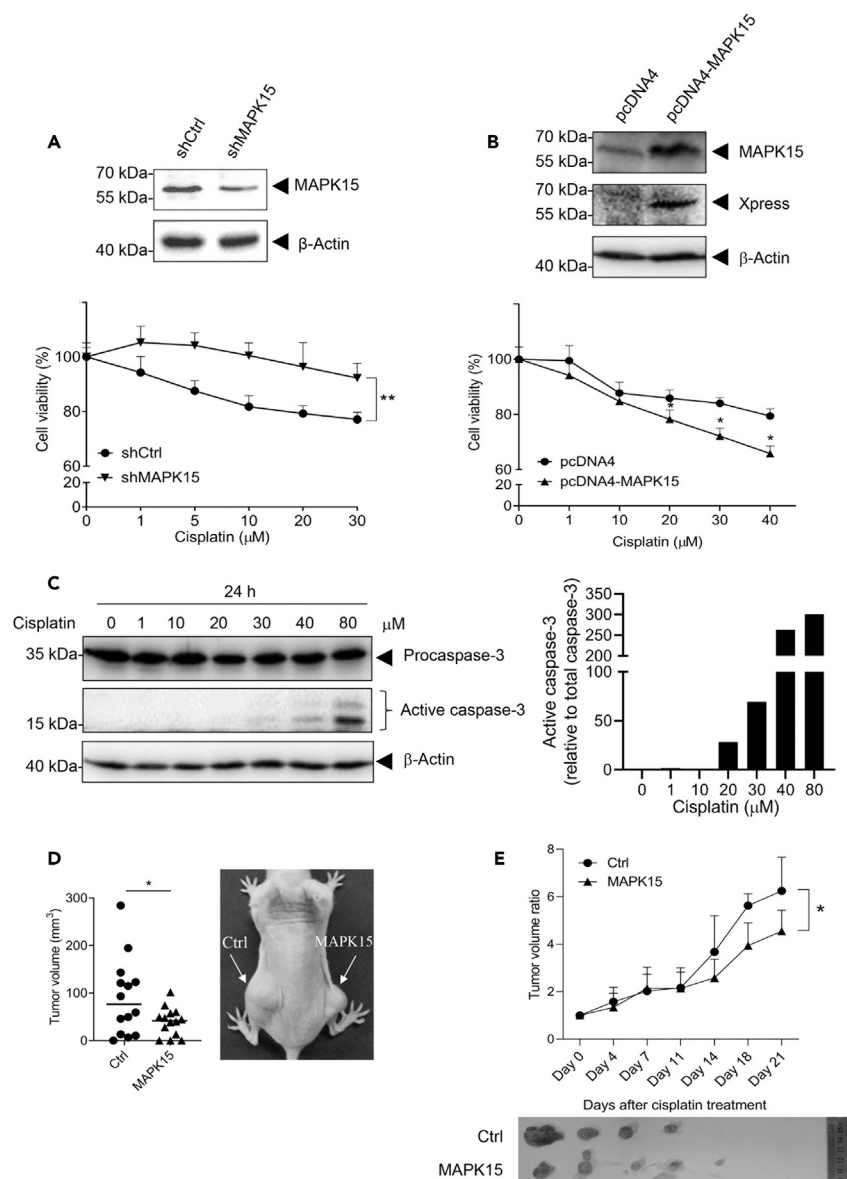 A
shCtrl
shMAPK15
70 kDa
55 kDa
MAPK15
40 kDa
β-Actin
Cell viability (%)
100
80
60
20
0
**
shCtrl
shMAPK15
0 1 5 10 20 30
Cisplatin (μM)
B
pcDNA4
pcDNA4-MAPK15
70 kDa
55 kDa
MAPK15
70 kDa
55 kDa
Xpress
40 kDa
β-Actin
Cell viability (%)
100
80
60
20
0
*
*
*
pcDNA4
pcDNA4-MAPK15
0 1 10 20 30 40
Cisplatin (μM)
C
24 h
Cisplatin 0 1 10 20 30 40 80 μM
35 kDa
Procaspase-3
15 kDa
Active caspase-3
40 kDa
β-Actin
Active caspase-3
(relative to total caspase-3)
350
300
250
200
100
50
0
0 1 10 20 30 40 80
Cisplatin (μM)
D
Tumor volume (mm³)
300
200
100
0
*
Ctrl
MAPK15
Ctrl
MAPK15
E
Tumor volume ratio
8
6
4
2
0
Ctrl
MAPK15
*
Day 0 Day 4 Day 7 Day 11 Day 14 Day 18 Day 21
Days after cisplatin treatment
Ctrl
MAPK15